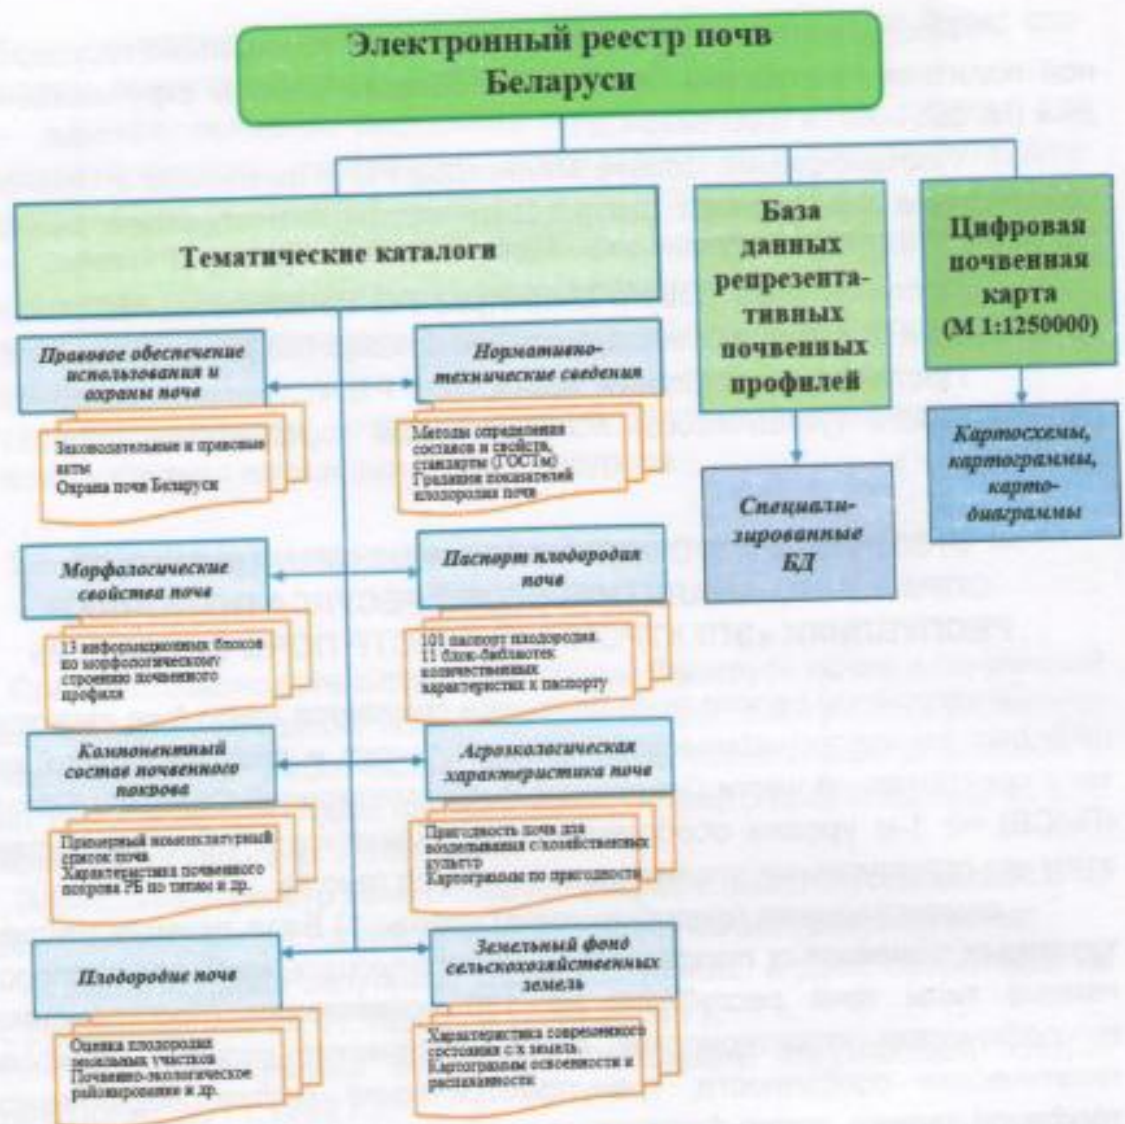 Электронный реестр почв
Беларуси
Тематические каталоги
База
данных
репрезента-
тивных
почвенных
профилей
Цифровая
почвенная
карта
(М 1:1250000)
Правовое обеспечение
использования и
охраны почв
Нормативно-
технические сведения
Законодательные и правовые
акты
Охрана почв Беларуси
Методы определения
составов и свойств,
стандарты (ГОСТы)
Градации показателей
плодородия почв
Специали-
зированные
БД
Картосхемы,
картограммы,
карто-
диаграммы
Морфологические
свойства почв
Паспорт плодородия
почв
13 информационных блоков
по морфологическому
строению почвенного
профиля
101 паспорт плодородия
11 блок-библиотек
количественных
характеристик к паспорту
Компонентный
состав почвенного
покрова
Агроэкологическая
характеристика почв
Примерный номенклатурный
список почв
Характеристика почвенного
покрова РБ по типам и др.
Пригодность почв для
возделывания с/хозяйственных
культур
Картограммы по пригодности
Плодородие почв
Земельный фонд
сельскохозяйственных
земель
Оценка плодородия
земельных участков
Почвенно-экологическое
районирование и др.
Характеристика современного
состояния с/х земель.
Картограммы освоенности и
распаханности